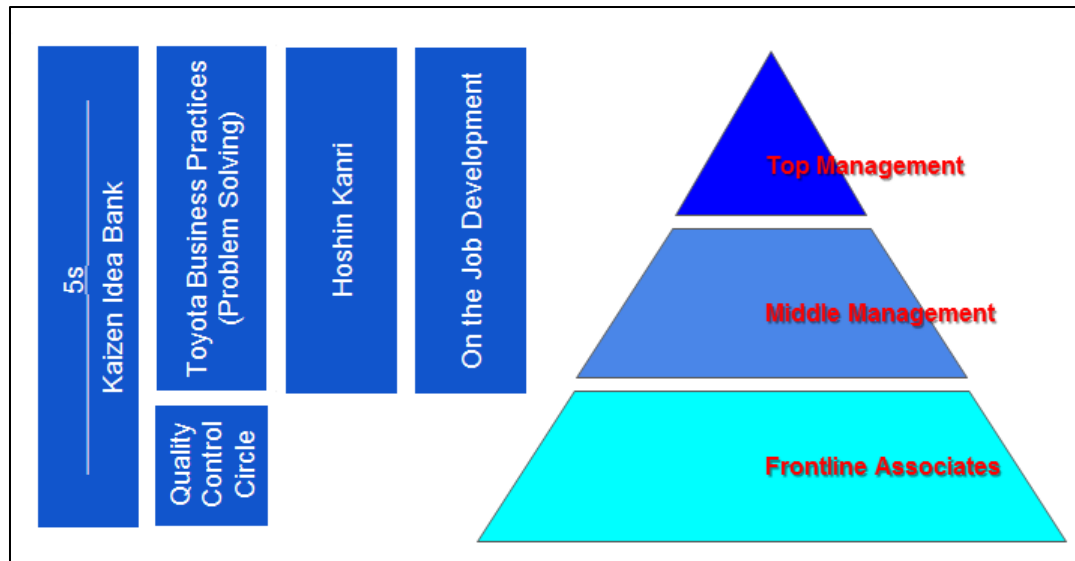 5s
Kaizen Idea Bank
Toyota Business Practices
(Problem Solving)
Quality
Control
Circle
Hoshin Kanri
On the Job Development
Top Management
Middle Management
Frontline Associates